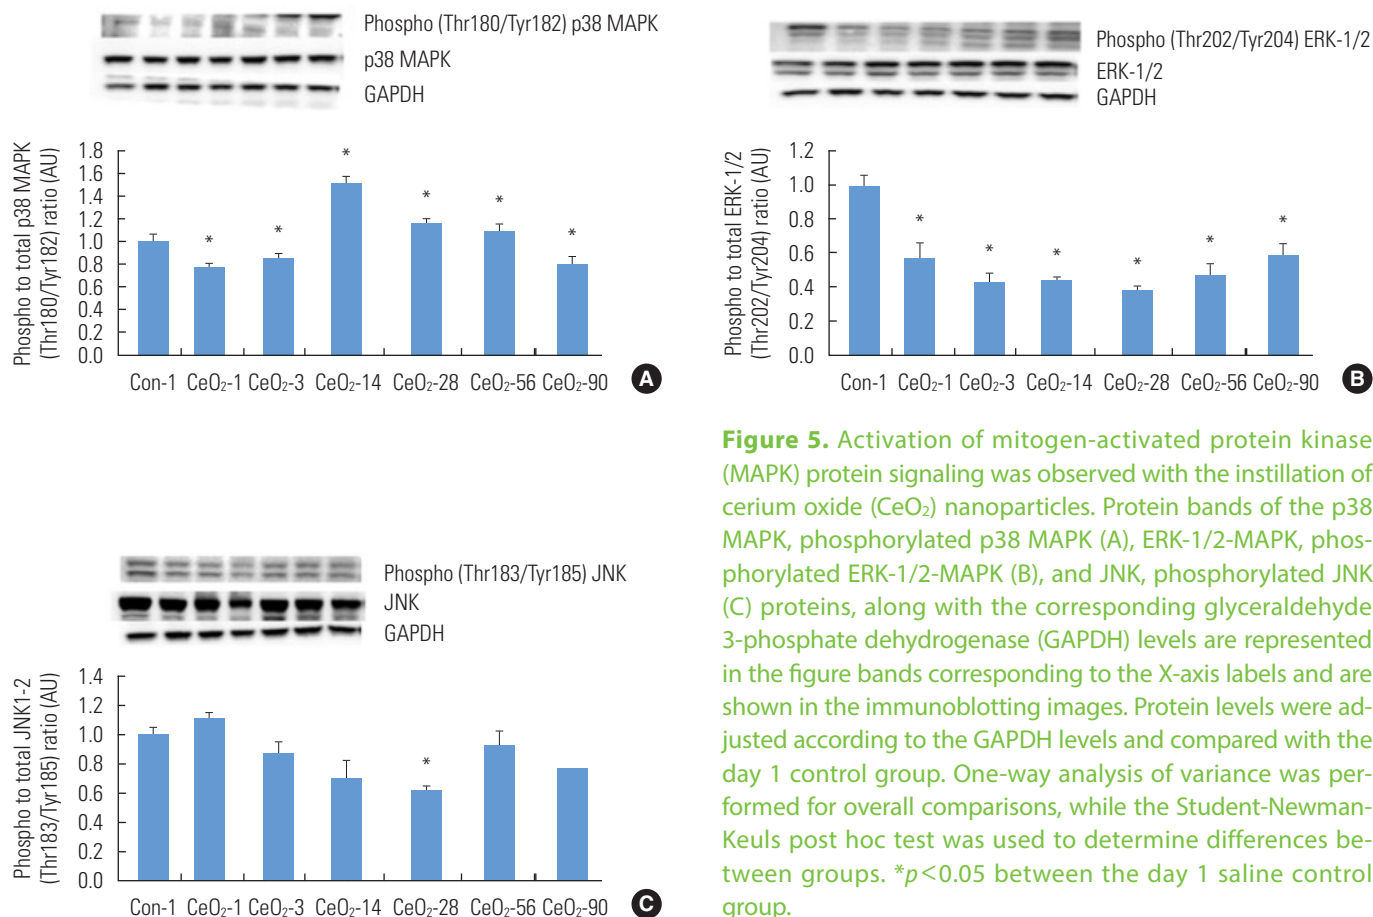 Phospho (Thr180/Tyr182) p38 MAPK
p38 MAPK
GAPDH
Phospho to total p38 MAPK
(Thr180/Tyr182) ratio (AU)
1.8
1.6
1.4
1.2
1.0
0.8
0.6
0.4
0.2
0.0
* * * * * *
Con-1 CeO₂-1 CeO₂-3 CeO₂-14 CeO₂-28 CeO₂-56 CeO₂-90
A
Phospho (Thr202/Tyr204) ERK-1/2
ERK-1/2
GAPDH
Phospho to total ERK-1/2
(Thr202/Tyr204) ratio (AU)
1.2
1.0
0.8
0.6
0.4
0.2
0.0
* * * * * *
Con-1 CeO₂-1 CeO₂-3 CeO₂-14 CeO₂-28 CeO₂-56 CeO₂-90
B
Phospho (Thr183/Tyr185) JNK
JNK
GAPDH
Phospho to total JNK1-2
(Thr183/Tyr185) ratio (AU)
1.4
1.2
1.0
0.8
0.6
0.4
0.2
0.0
*
Con-1 CeO₂-1 CeO₂-3 CeO₂-14 CeO₂-28 CeO₂-56 CeO₂-90
C
Figure 5. Activation of mitogen-activated protein kinase
(MAPK) protein signaling was observed with the instillation of
cerium oxide (CeO₂) nanoparticles. Protein bands of the p38
MAPK, phosphorylated p38 MAPK (A), ERK-1/2-MAPK, phos-
phorylated ERK-1/2-MAPK (B), and JNK, phosphorylated JNK
(C) proteins, along with the corresponding glyceraldehyde
3-phosphate dehydrogenase (GAPDH) levels are represented
in the figure bands corresponding to the X-axis labels and are
shown in the immunoblotting images. Protein levels were ad-
justed according to the GAPDH levels and compared with the
day 1 control group. One-way analysis of variance was per-
formed for overall comparisons, while the Student-Newman-
Keuls post hoc test was used to determine differences be-
tween groups. *p<0.05 between the day 1 saline control
group.